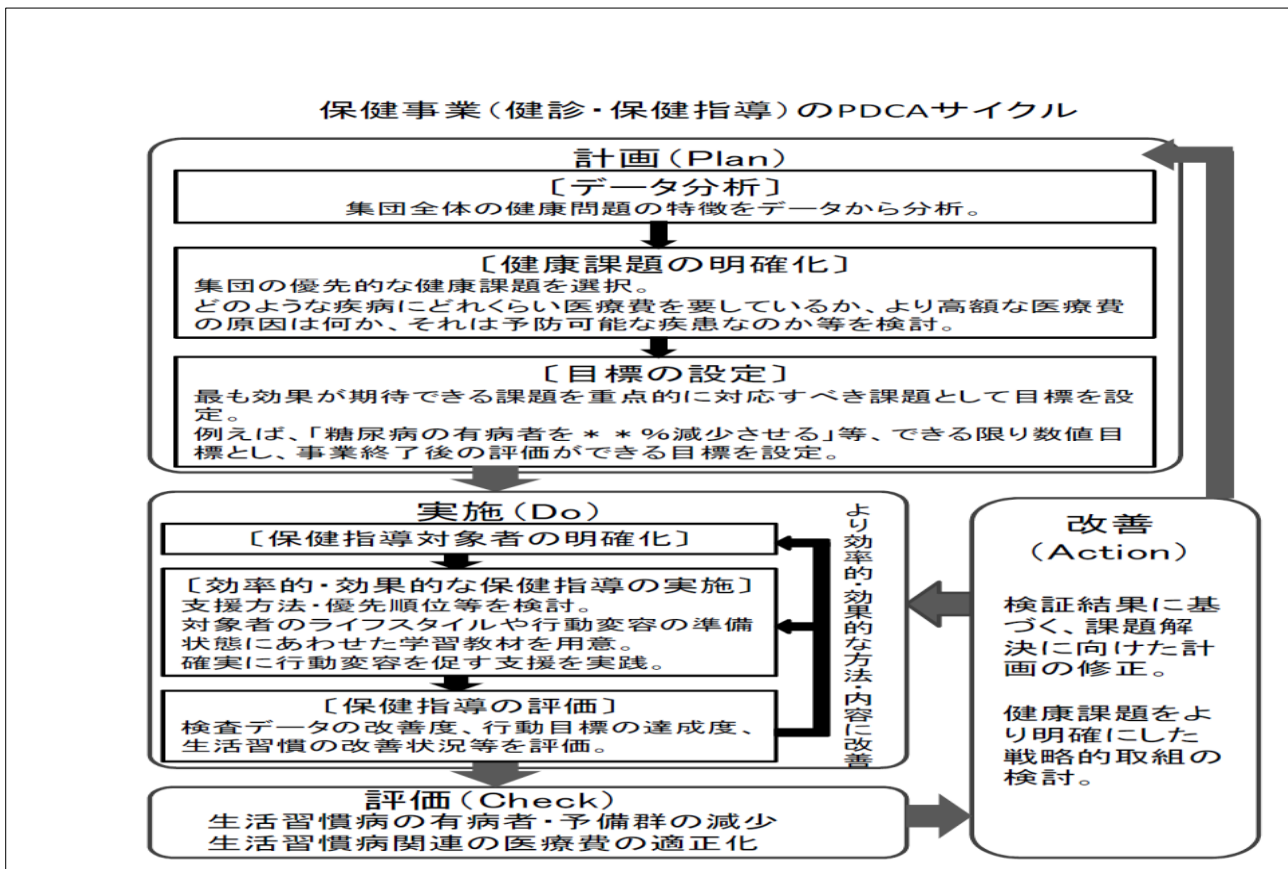 保健事業(健診・保健指導)のPDCAサイクル
計画(Plan)
〔データ分析〕
集団全体の健康問題の特徴をデータから分析。
〔健康課題の明確化〕
集団の優先的な健康課題を選択。
どのような疾病にどれくらい医療費を要しているか、より高額な医療費
の原因は何か、それは予防可能な疾患なのか等を検討。
〔目標の設定〕
最も効果が期待できる課題を重点的に対応すべき課題として目標を設
定。
例えば、「糖尿病の有病者を**%減少させる」等、できる限り数値目
標とし、事業終了後の評価ができる目標を設定。
実施(Do)
〔保健指導対象者の明確化〕
〔効率的・効果的な保健指導の実施〕
支援方法・優先順位等を検討。
対象者のライフスタイルや行動変容の準備
状態にあわせた学習教材を用意。
確実に行動変容を促す支援を実践。
〔保健指導の評価〕
検査データの改善度、行動目標の達成度、
生活習慣の改善状況等を評価。
より効率的・効果的な方法・内容に改善
評価(Check)
生活習慣病の有病者・予備群の減少
生活習慣病関連の医療費の適正化
改善
(Action)
検証結果に基
づく、課題解
決に向けた計
画の修正。
健康課題をよ
り明確にした
戦略的取組の
検討。